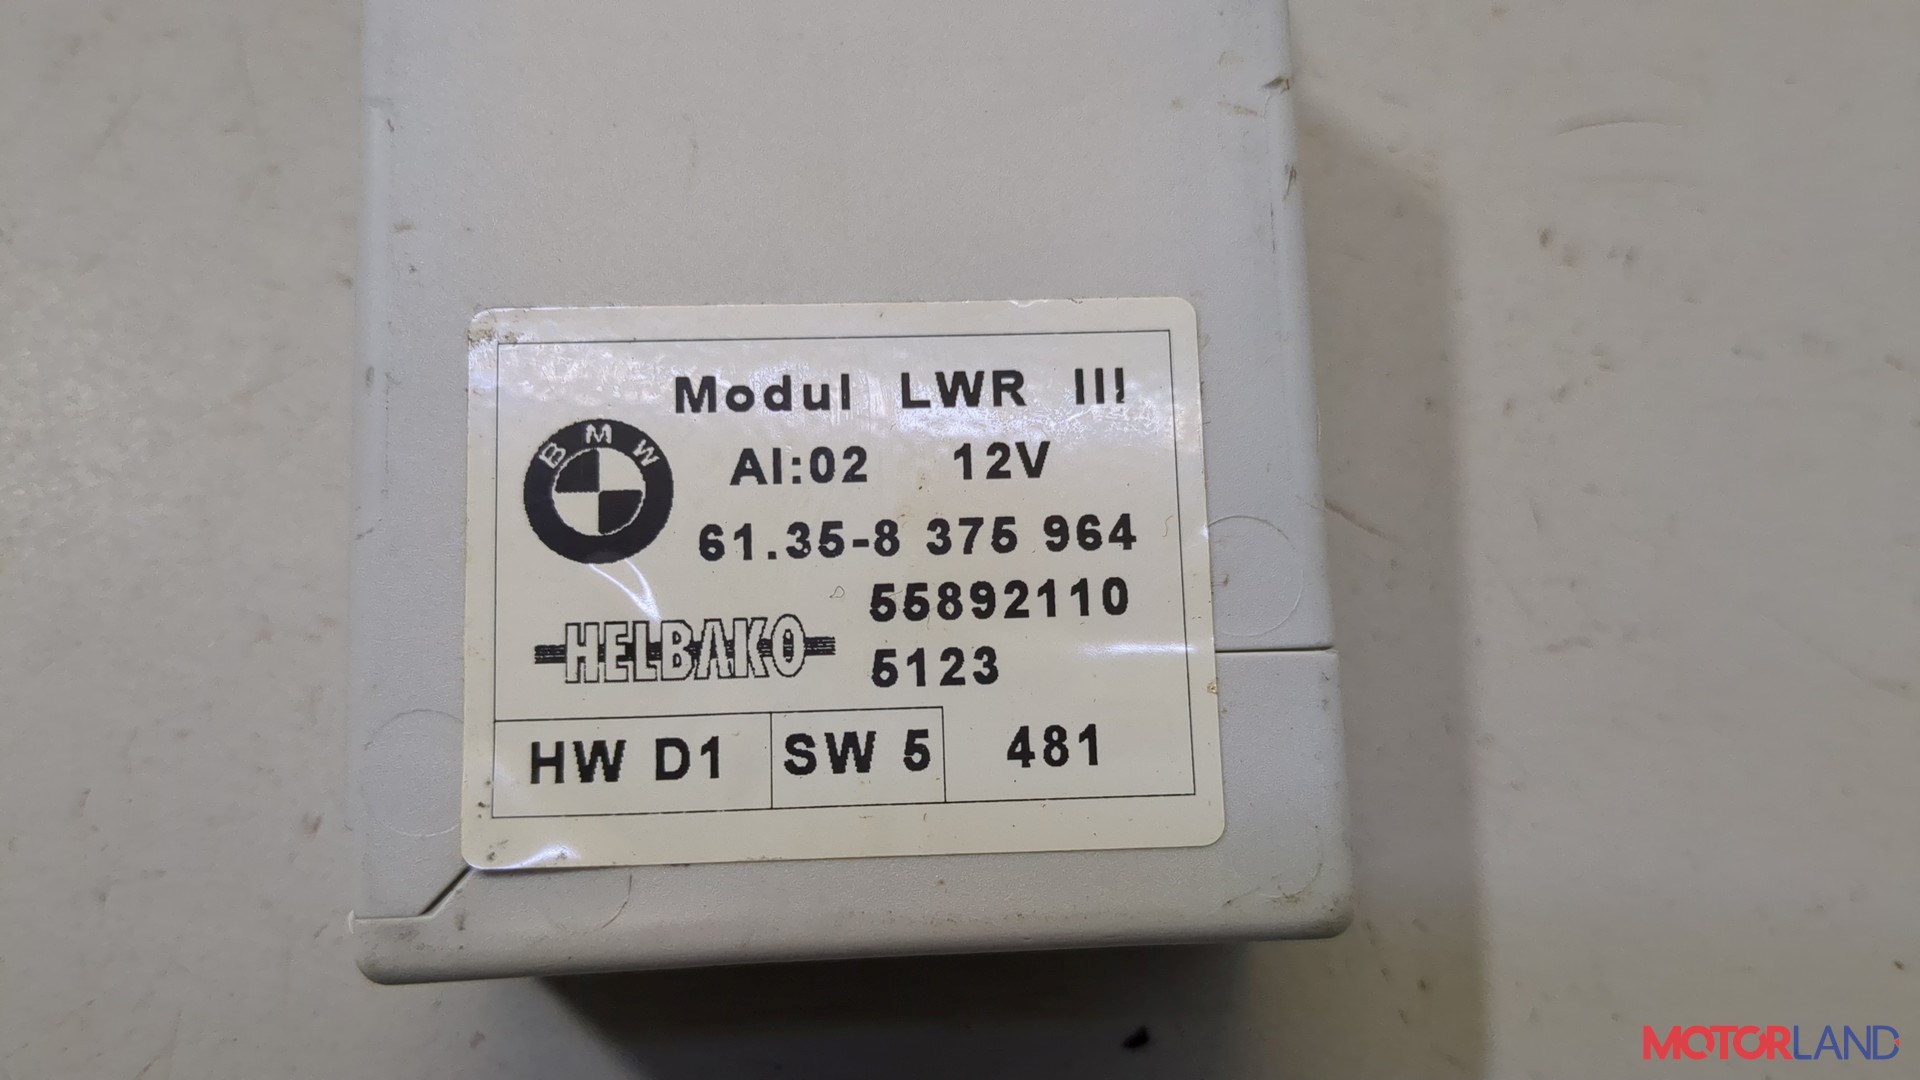 Modul LWR III
BMW
AI:02 12V
61.35-8 375 964
55892110
HELBAKO
5123
HW D1 SW 5 481
MOTORLAND